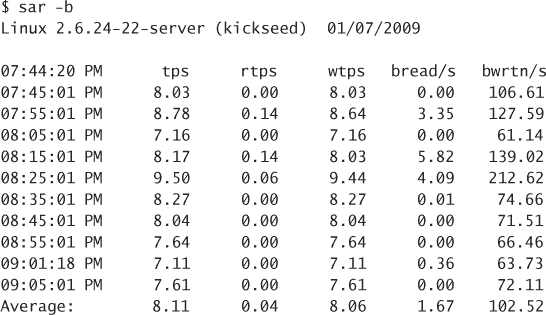 $ sar -b
Linux 2.6.24-22-server (kickseed) 01/07/2009
07:44:20 PM tps rtps wtps bread/s bwrtn/s
07:45:01 PM 8.03 0.00 8.03 0.00 106.61
07:55:01 PM 8.78 0.14 8.64 3.35 127.59
08:05:01 PM 7.16 0.00 7.16 0.00 61.14
08:15:01 PM 8.17 0.14 8.03 5.82 139.02
08:25:01 PM 9.50 0.06 9.44 4.09 212.62
08:35:01 PM 8.27 0.00 8.27 0.01 74.66
08:45:01 PM 8.04 0.00 8.04 0.00 71.51
08:55:01 PM 7.64 0.00 7.64 0.00 66.46
09:01:18 PM 7.11 0.00 7.11 0.36 63.73
09:05:01 PM 7.61 0.00 7.61 0.00 72.11
Average: 8.11 0.04 8.06 1.67 102.52